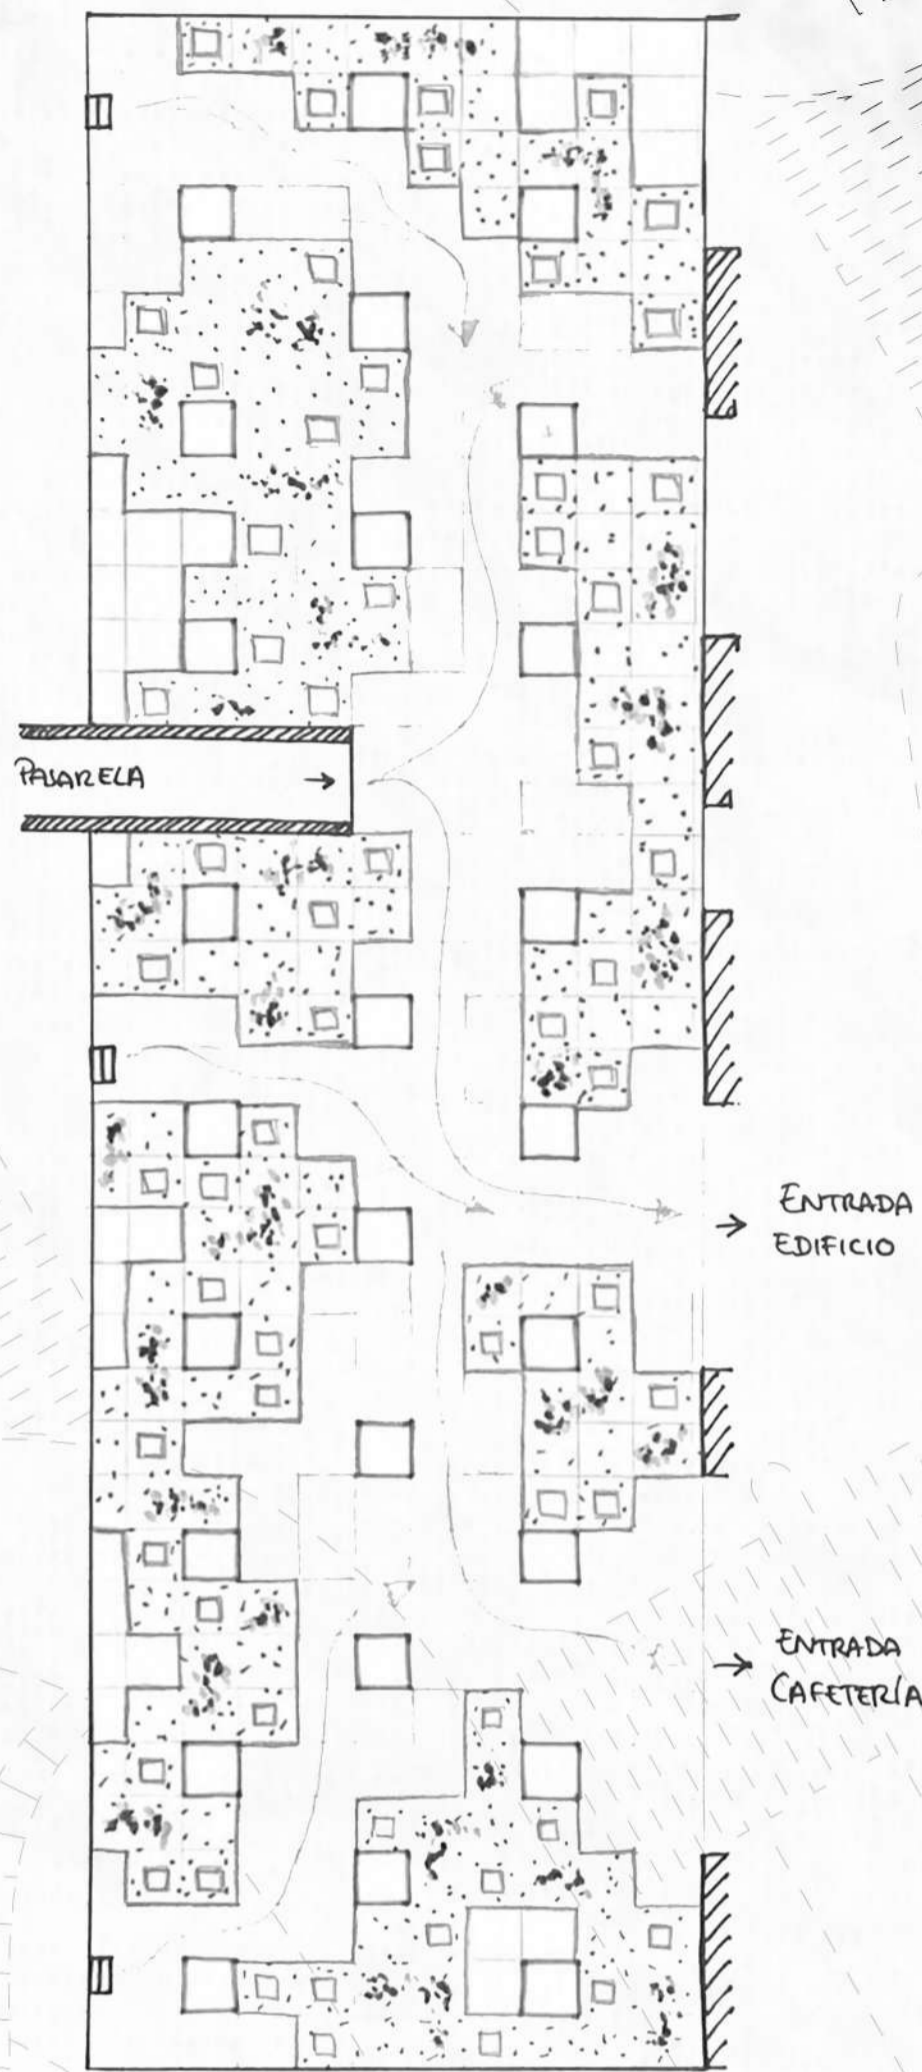 PASARELA →
→ ENTRADA
EDIFICIO
→ ENTRADA
CAFETERÍA